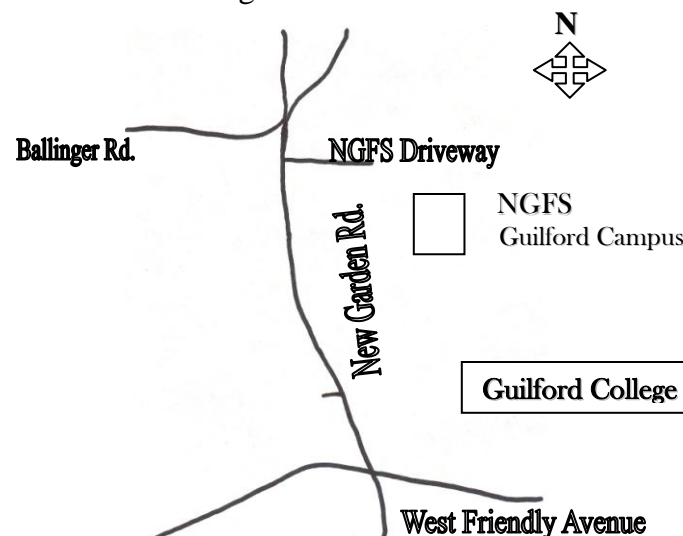 N
Ballinger Rd.
NGFS Driveway
NGFS
Guilford Campus
New Garden Rd.
Guilford College
West Friendly Avenue